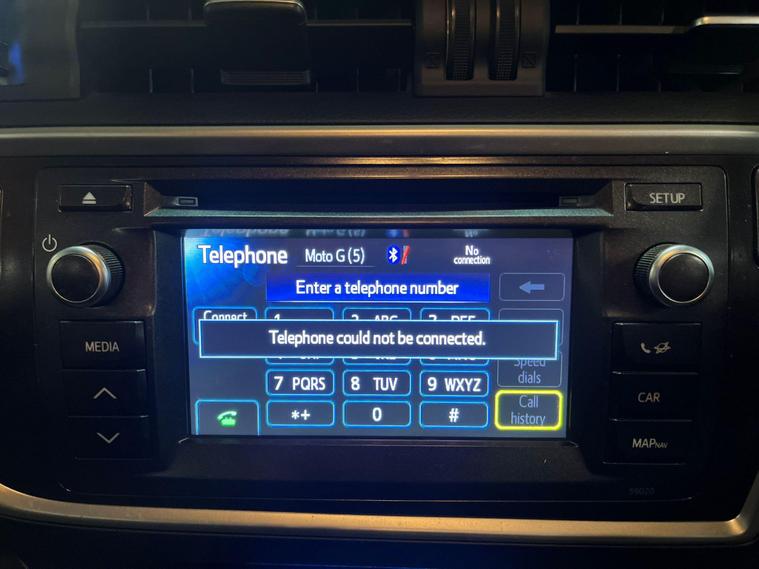 SETUP
Telephone Moto G (5) No
connection
Enter a telephone number
Connect
Telephone could not be connected.
MEDIA
Speed
dials
7 PQRS 8 TUV 9 WXYZ
CAR
Call
history
*+ 0 #
MAP NAV
59020